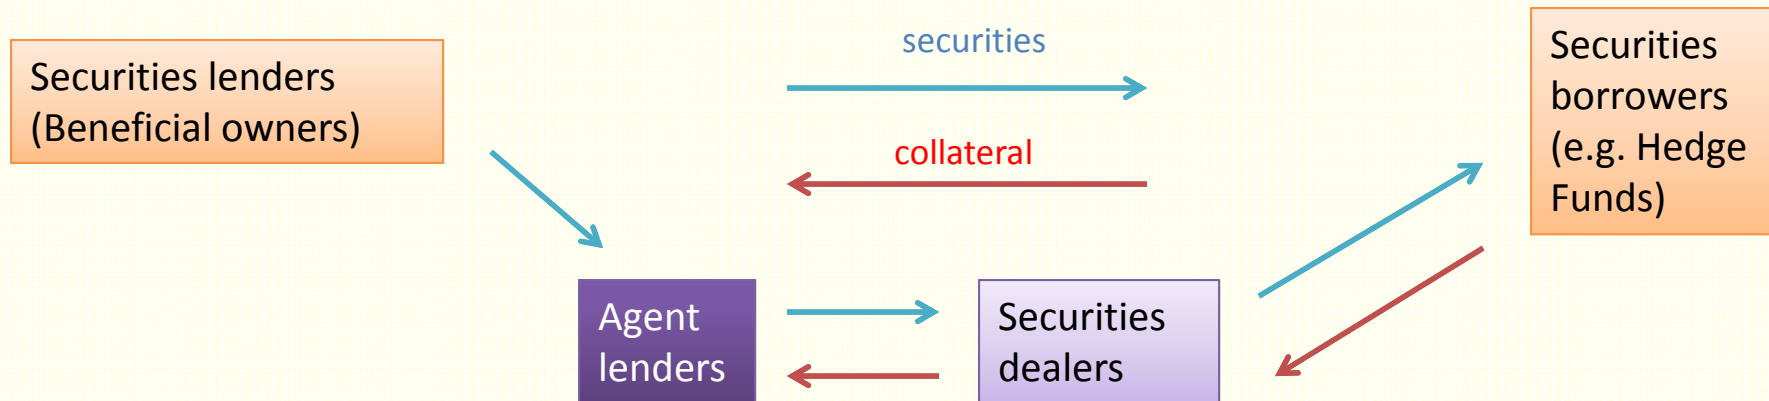 Securities lenders
(Beneficial owners)
securities
collateral
Securities
borrowers
(e.g. Hedge
Funds)
Agent
lenders
Securities
dealers